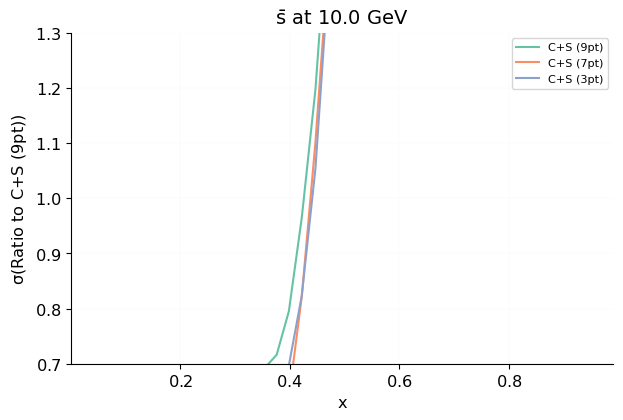 s̄ at 10.0 GeV
C+S (9pt)
C+S (7pt)
C+S (3pt)
σ(Ratio to C+S (9pt))
1.3
1.2
1.1
1.0
0.9
0.8
0.7
0.2
0.4
0.6
0.8
x